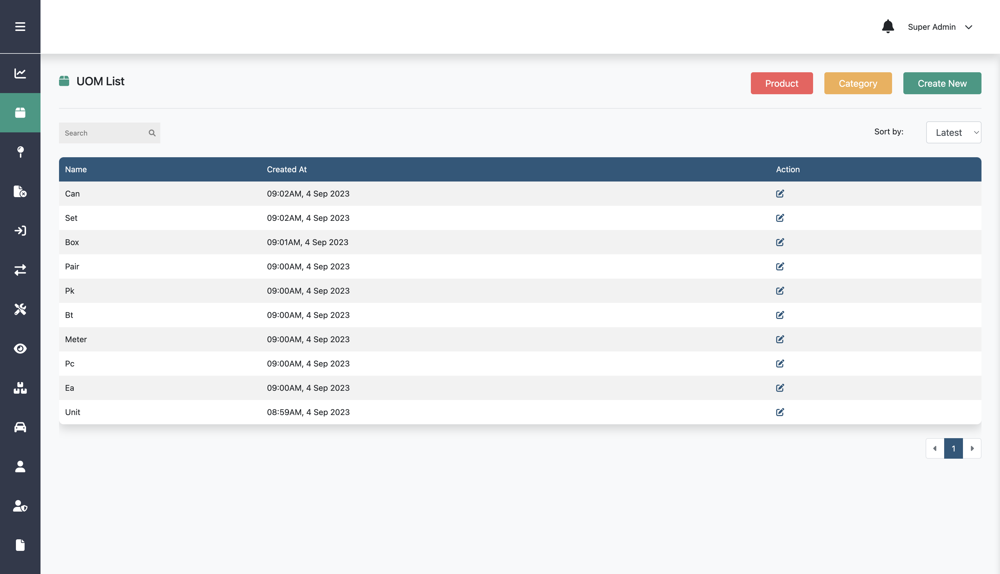 Super Admin
UOM List
Product
Category
Create New
Search
Sort by:
Latest
Name Created At Action
Can 09:02AM, 4 Sep 2023
Set 09:02AM, 4 Sep 2023
Box 09:01AM, 4 Sep 2023
Pair 09:00AM, 4 Sep 2023
Pk 09:00AM, 4 Sep 2023
Bt 09:00AM, 4 Sep 2023
Meter 09:00AM, 4 Sep 2023
Pc 09:00AM, 4 Sep 2023
Ea 09:00AM, 4 Sep 2023
Unit 08:59AM, 4 Sep 2023
1